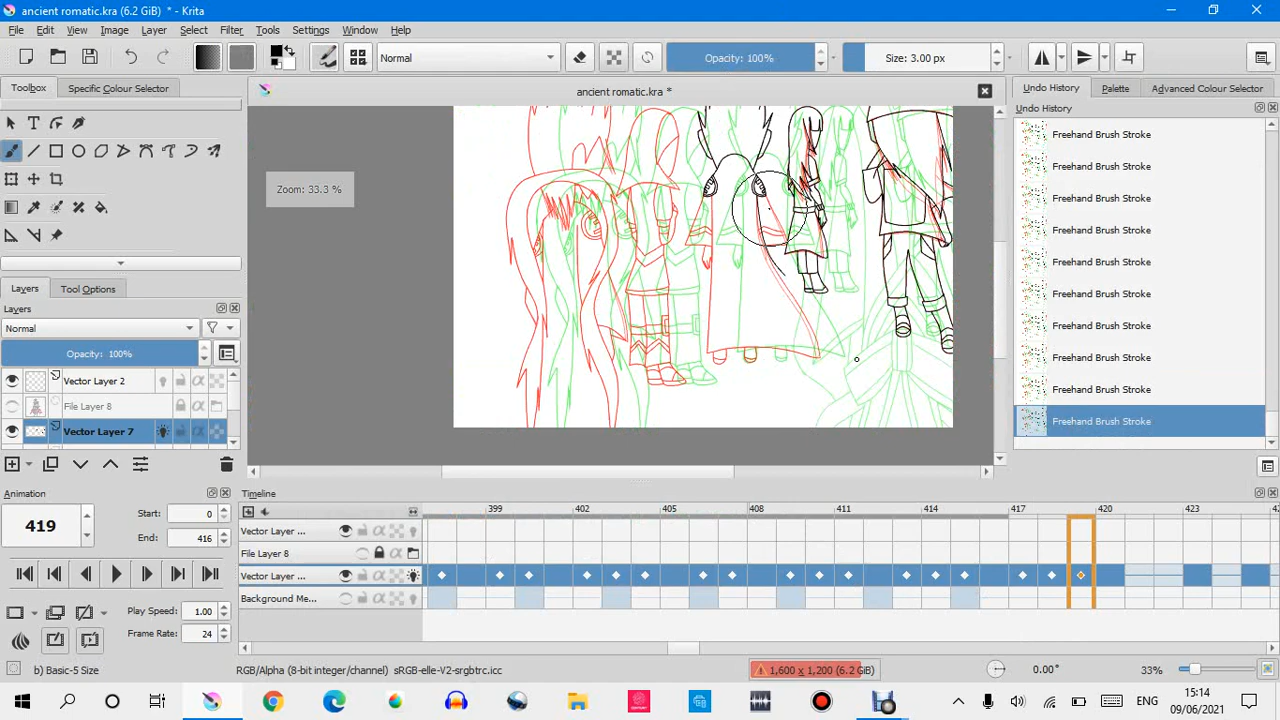 ancient romatic.kra (6.2 GiB) * - Krita
File Edit View Image Layer Select Filter Tools Settings Window Help
Normal Opacity: 100% Size: 3.00 px
Toolbox Specific Colour Selector
ancient romatic.kra *
Undo History Palette Advanced Colour Selector
Undo History
Freehand Brush Stroke
Freehand Brush Stroke
Freehand Brush Stroke
Freehand Brush Stroke
Freehand Brush Stroke
Freehand Brush Stroke
Freehand Brush Stroke
Freehand Brush Stroke
Freehand Brush Stroke
Freehand Brush Stroke
Zoom: 33.3 %
Layers Tool Options
Layers
Normal
Opacity: 100%
Vector Layer 2
File Layer 8
Vector Layer 7
Animation
419
Start: 0
End: 416
Play Speed: 1.00
Frame Rate: 24
Timeline
399 402 405 408 411 414 417 420 423 42
Vector Layer ...
File Layer 8
Vector Layer ...
Background Me...
b) Basic-5 Size
RGB/Alpha (8-bit integer/channel) sRGB-elle-V2-srgbtrc.icc
1,600 x 1,200 (6.2 GiB)
0.00°
33%
ENG
15:14
09/06/2021